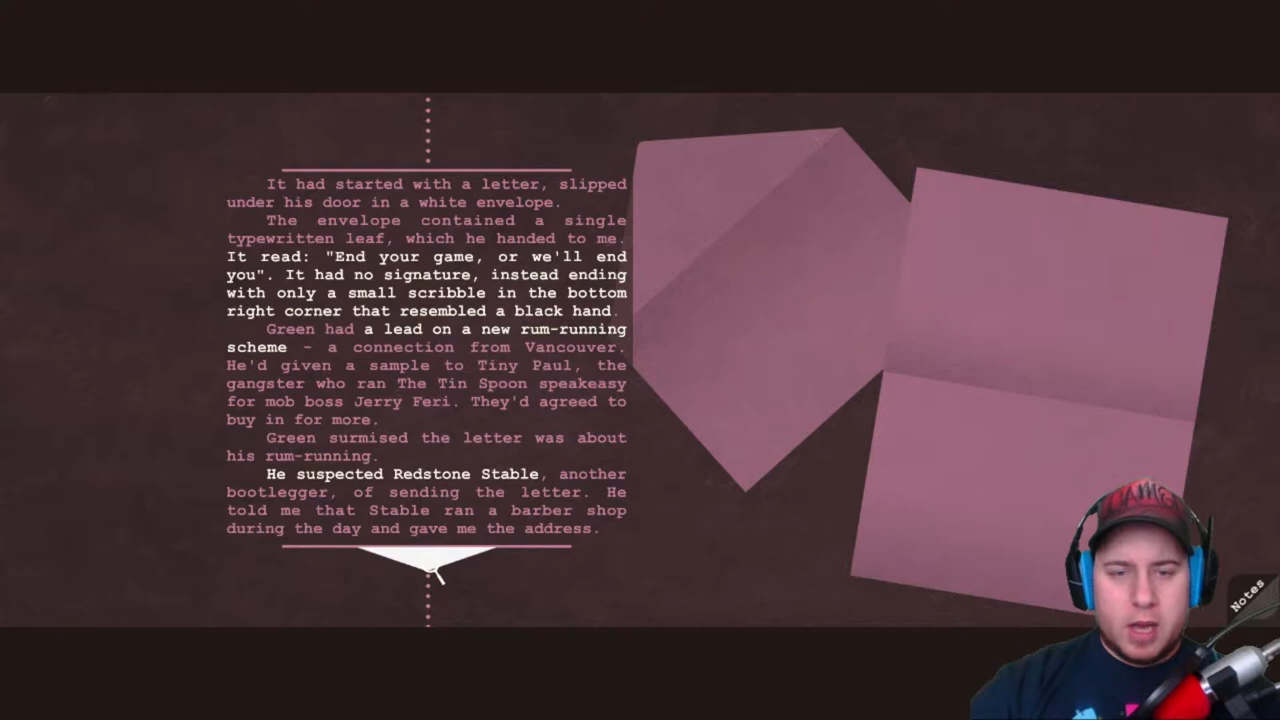 It had started with a letter, slipped
under his door in a white envelope.
The envelope contained a single
typewritten leaf, which he handed to me.
It read: "End your game, or we'll end
you". It had no signature, instead ending
with only a small scribble in the bottom
right corner that resembled a black hand.
Green had a lead on a new rum-running
scheme - a connection from Vancouver.
He'd given a sample to Tiny Paul, the
gangster who ran The Tin Spoon speakeasy
for mob boss Jerry Feri. They'd agreed to
buy in for more.
Green surmised the letter was about
his rum-running.
He suspected Redstone Stable, another
bootlegger, of sending the letter. He
told me that Stable ran a barber shop
during the day and gave me the address.
Notes